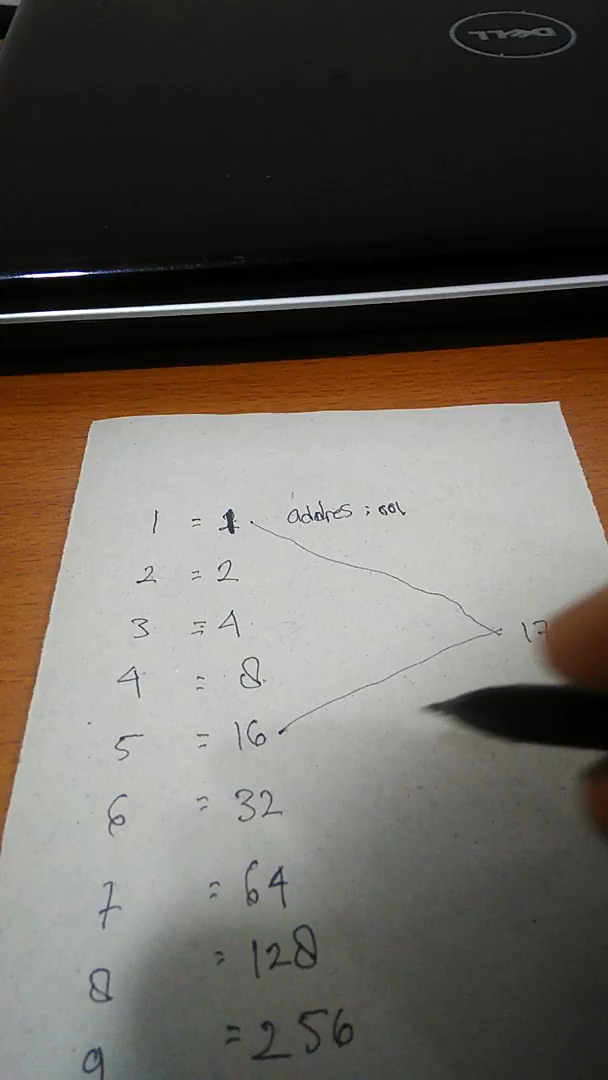 DELL
1 = 1 addres : 001
2 = 2
3 = 4
17
4 = 8
5 = 16
6 = 32
7 = 64
8 = 128
9 = 256